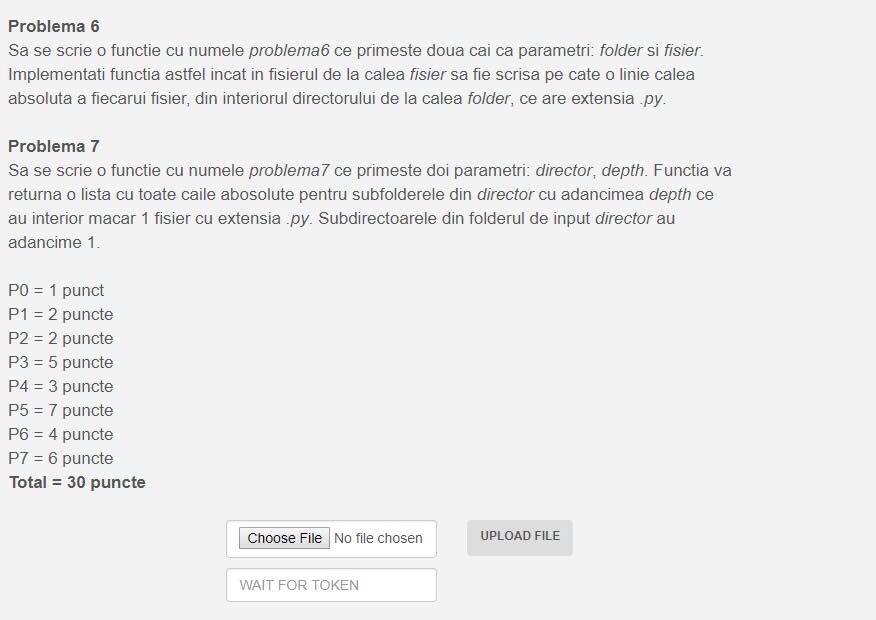 Problema 6
Sa se scrie o functie cu numele problema6 ce primeste doua cai ca parametri: folder si fisier.
Implementati functia astfel incat in fisierul de la calea fisier sa fie scrisa pe cate o linie calea
absoluta a fiecarui fisier, din interiorul directorului de la calea folder, ce are extensia .py.
Problema 7
Sa se scrie o functie cu numele problema7 ce primeste doi parametri: director, depth. Functia va
returna o lista cu toate caile abosolute pentru subfolderele din director cu adancimea depth ce
au interior macar 1 fisier cu extensia .py. Subdirectoarele din folderul de input director au
adancime 1.
P0 = 1 punct
P1 = 2 puncte
P2 = 2 puncte
P3 = 5 puncte
P4 = 3 puncte
P5 = 7 puncte
P6 = 4 puncte
P7 = 6 puncte
Total = 30 puncte
Choose File No file chosen UPLOAD FILE
WAIT FOR TOKEN